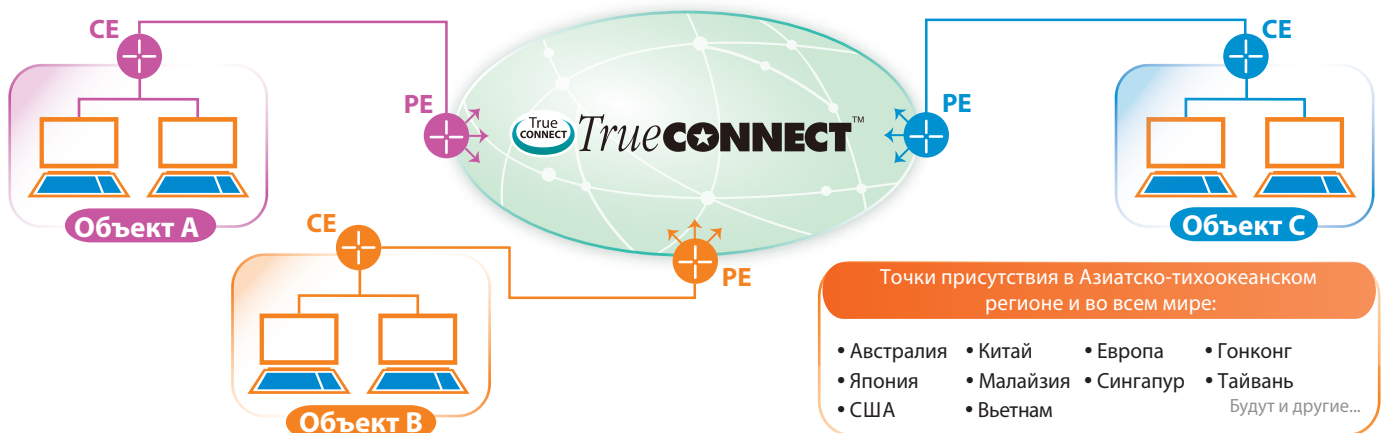 CE
PE
Объект A
CE
PE
Объект B
True
CONNECT
TrueCONNECT™
CE
PE
Объект C
Точки присутствия в Азиатско-тихоокеанском
регионе и во всем мире:
• Австралия • Китай • Европа • Гонконг
• Япония • Малайзия • Сингапур • Тайвань
• США • Вьетнам Будут и другие...